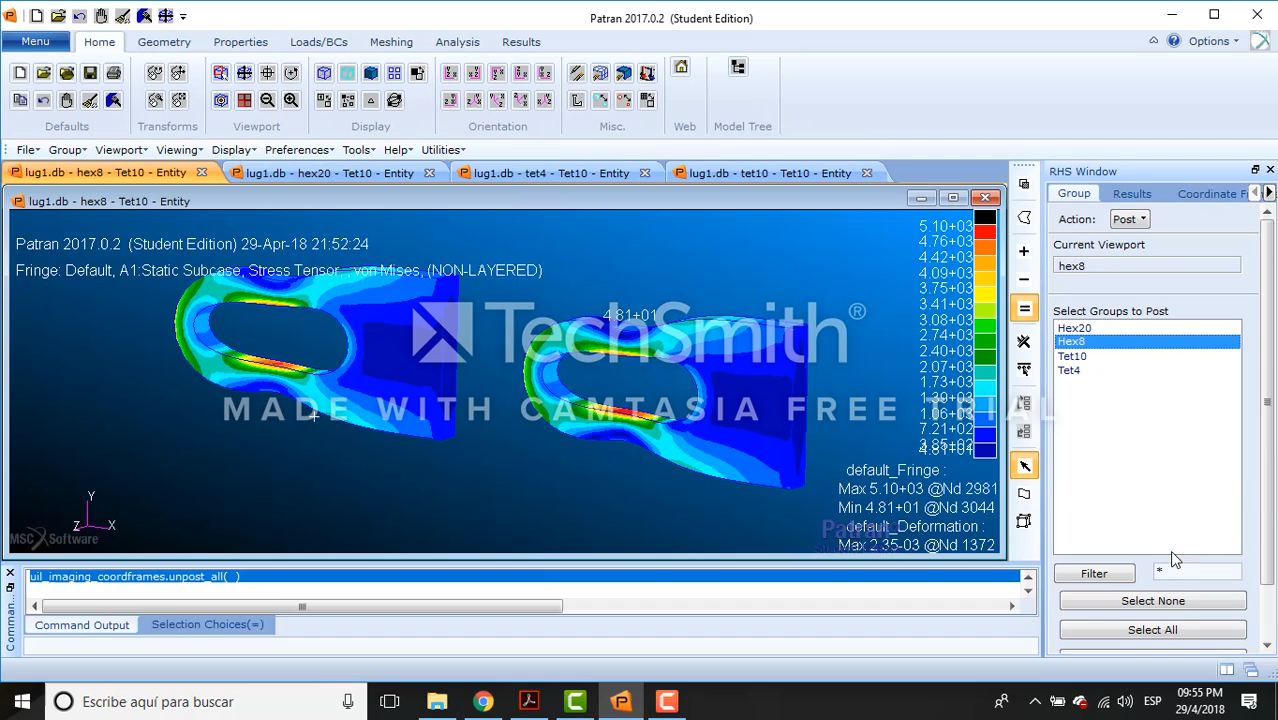 Patran 2017.0.2 (Student Edition)
Menu Home Geometry Properties Loads/BCs Meshing Analysis Results Options
Defaults Transforms Viewport Display Orientation Misc. Web Model Tree
File Group Viewport Viewing Display Preferences Tools Help Utilities
lug1.db - hex8 - Tet10 - Entity lug1.db - hex20 - Tet10 - Entity lug1.db - tet4 - Tet10 - Entity lug1.db - tet10 - Tet10 - Entity
lug1.db - hex8 - Tet10 - Entity
Patran 2017.0.2 (Student Edition) 29-Apr-18 21:52:24
Fringe: Default, A1:Static Subcase, Stress Tensor, , von Mises, (NON-LAYERED)
4.81+01
5.10+03
4.76+03
4.42+03
4.09+03
3.75+03
3.41+03
3.08+03
2.74+03
2.40+03
2.07+03
1.73+03
1.39+03
1.06+03
7.21+02
3.85+02
4.81+01
TechSmith®
MADE WITH CAMTASIA FREE TRIAL
default_Fringe :
Max 5.10+03 @Nd 2981
Min 4.81+01 @Nd 3044
default_Deformation :
Max 2.35-03 @Nd 1372
Patran
Y
Z X
MSC Software
RHS Window
Group Results Coordinate
Action: Post
Current Viewport
hex8
Select Groups to Post
Hex20
Hex8
Tet10
Tet4
Filter *
Select None
Select All
uil_imaging_coordframes.unpost_all( )
Command Output Selection Choices(=)
Escribe aquí para buscar
ESP
09:55 PM
29/4/2018